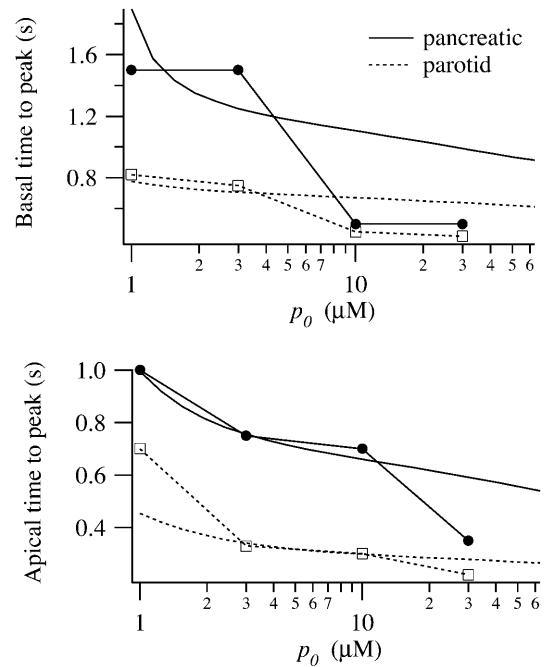 Basal time to peak (s)
1.6
1.2
0.8
pancreatic
parotid
2 3 4 5 6 7 2 3 4 5 6
1 10
p0 (μM)
Apical time to peak (s)
1.0
0.8
0.6
0.4
2 3 4 5 6 7 2 3 4 5 6
1 10
p0 (μM)